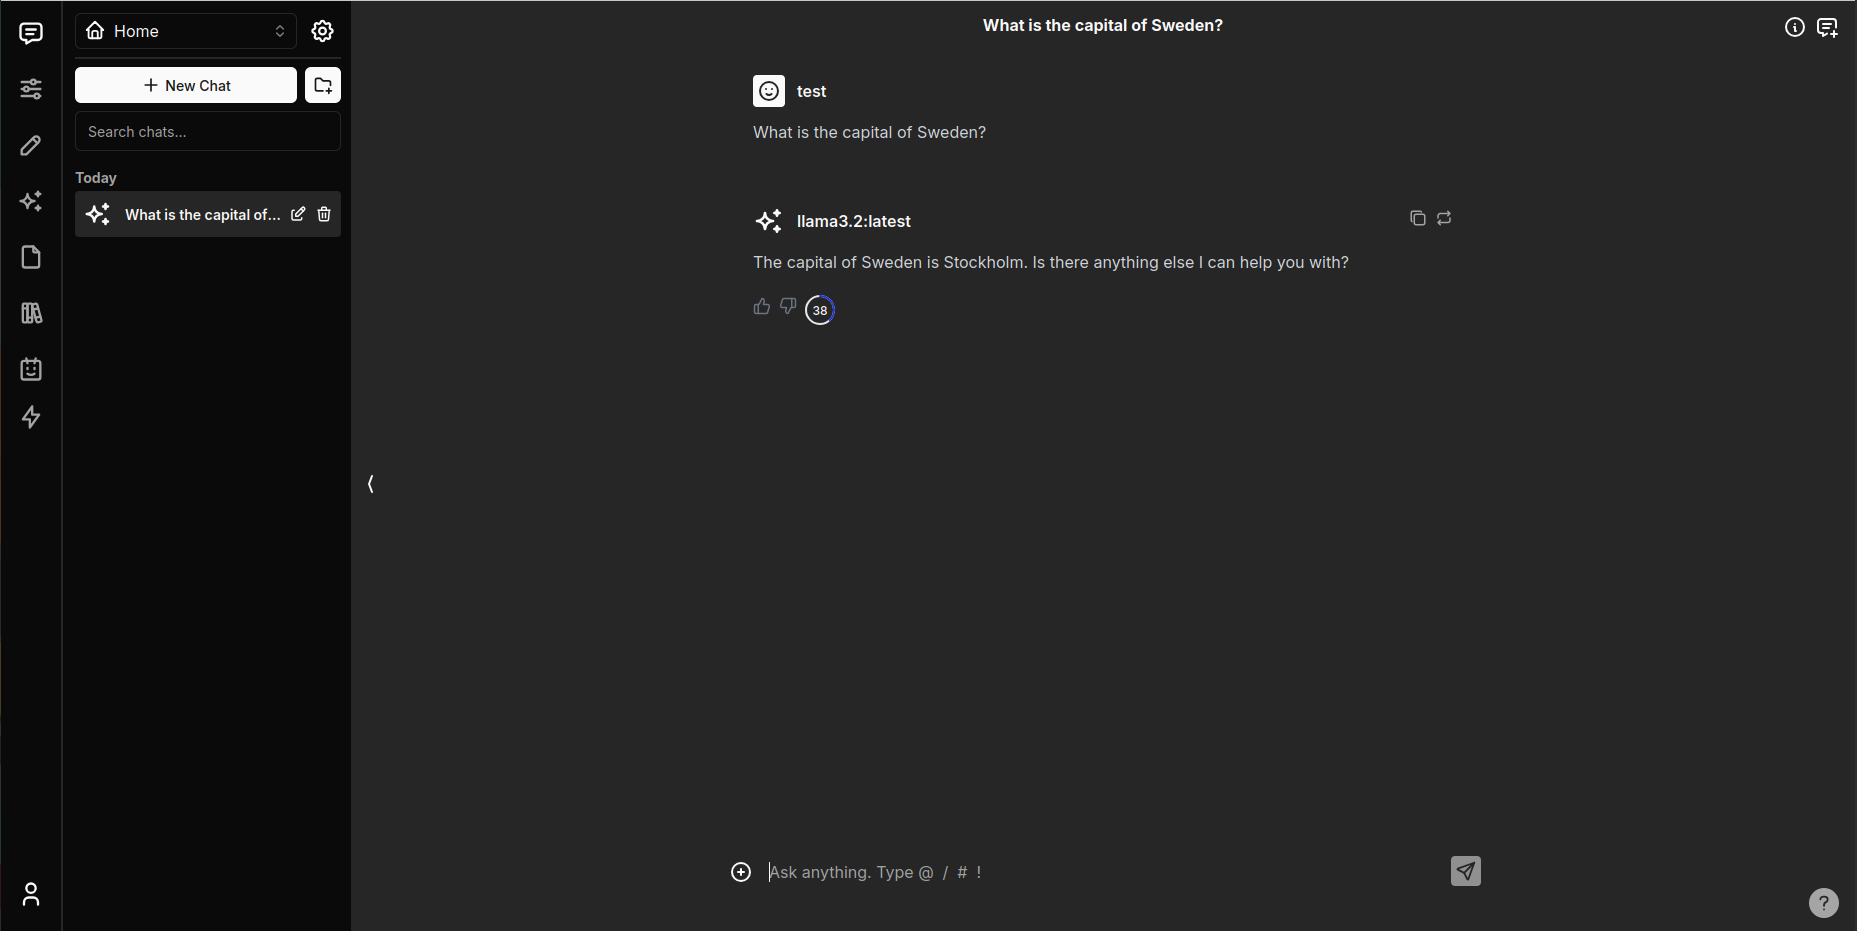 Home
New Chat
Search chats...
Today
What is the capital of...
What is the capital of Sweden?
test
What is the capital of Sweden?
llama3.2:latest
The capital of Sweden is Stockholm. Is there anything else I can help you with?
38
Ask anything. Type @ / # !
?